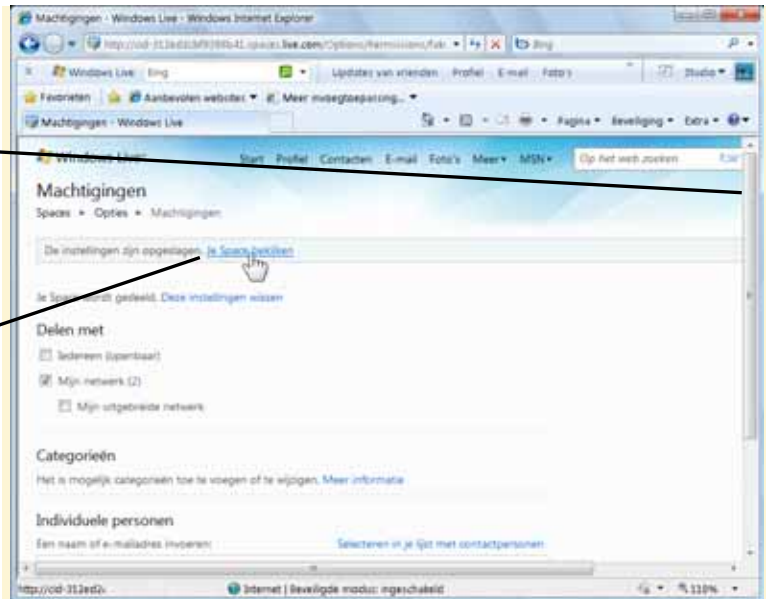 Machtigingen - Windows Live - Windows Internet Explorer
Bing
Windows Live Bing Updates van vrienden Profiel E-mail Foto's
Favorieten Aanbevolen websites Meer
Machtigingen - Windows Live Pagina Beveiliging Extra
Windows Live Start Profiel Contacten E-mail Foto's Meer MSN Op het web zoeken
Machtigingen
Spaces Opties Machtigingen
De instellingen zijn opgeslagen. Je Space bekijken
Je Space wordt gedeeld. Deze instellingen wissen
Delen met
Iedereen (openbaar)
Mijn netwerk (2)
Mijn uitgebreide netwerk
Categorieën
Het is mogelijk categorieën toe te voegen of te wijzigen. Meer informatie
Individuele personen
Een naam of e-mailadres invoeren: Selecteren in je lijst met contactpersonen
Internet | Beveiligde modus: ingeschakeld 110%